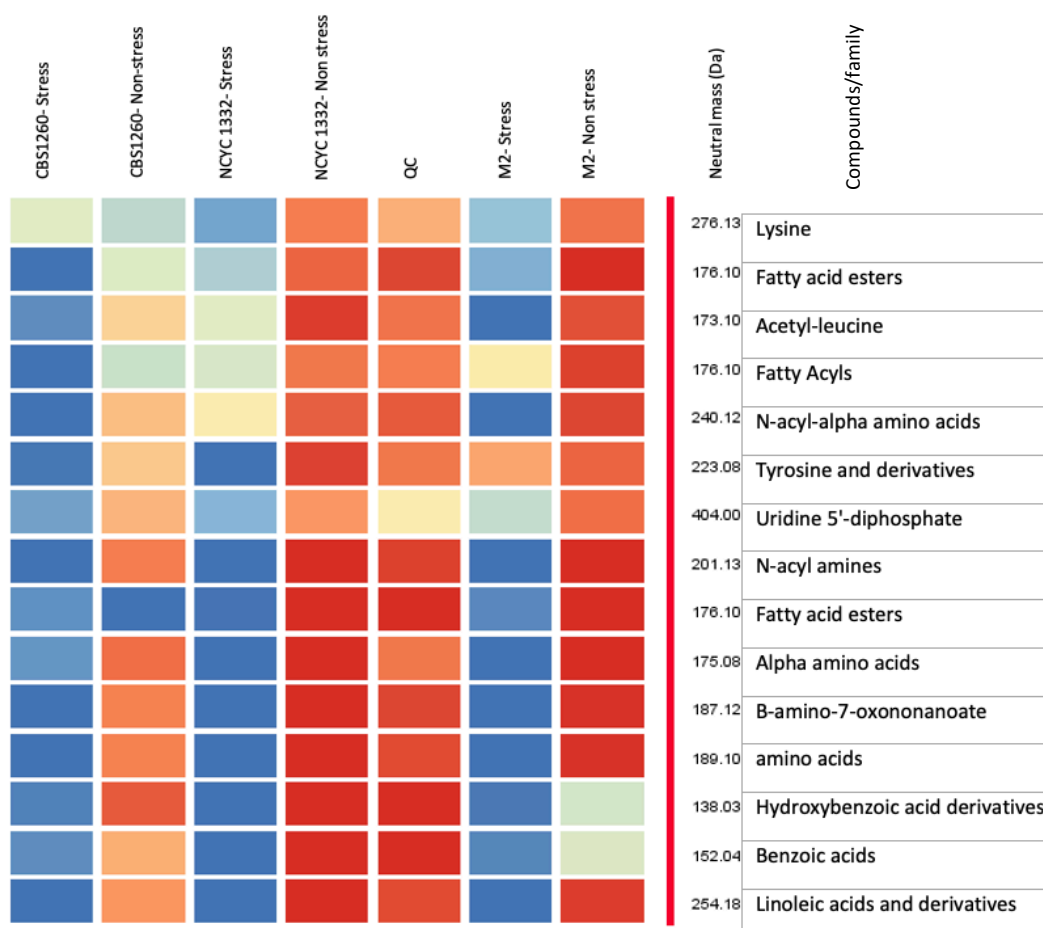 CBS1260- Stress
CBS1260- Non-stress
NCYC 1332- Stress
NCYC 1332- Non stress
QC
M2- Stress
M2- Non stress
Neutral mass (Da)
Compounds/family
276.13 Lysine
176.10 Fatty acid esters
173.10 Acetyl-leucine
176.10 Fatty Acyls
240.12 N-acyl-alpha amino acids
223.08 Tyrosine and derivatives
404.00 Uridine 5'-diphosphate
201.13 N-acyl amines
176.10 Fatty acid esters
175.08 Alpha amino acids
187.12 B-amino-7-oxononanoate
189.10 amino acids
138.03 Hydroxybenzoic acid derivatives
152.04 Benzoic acids
254.18 Linoleic acids and derivatives